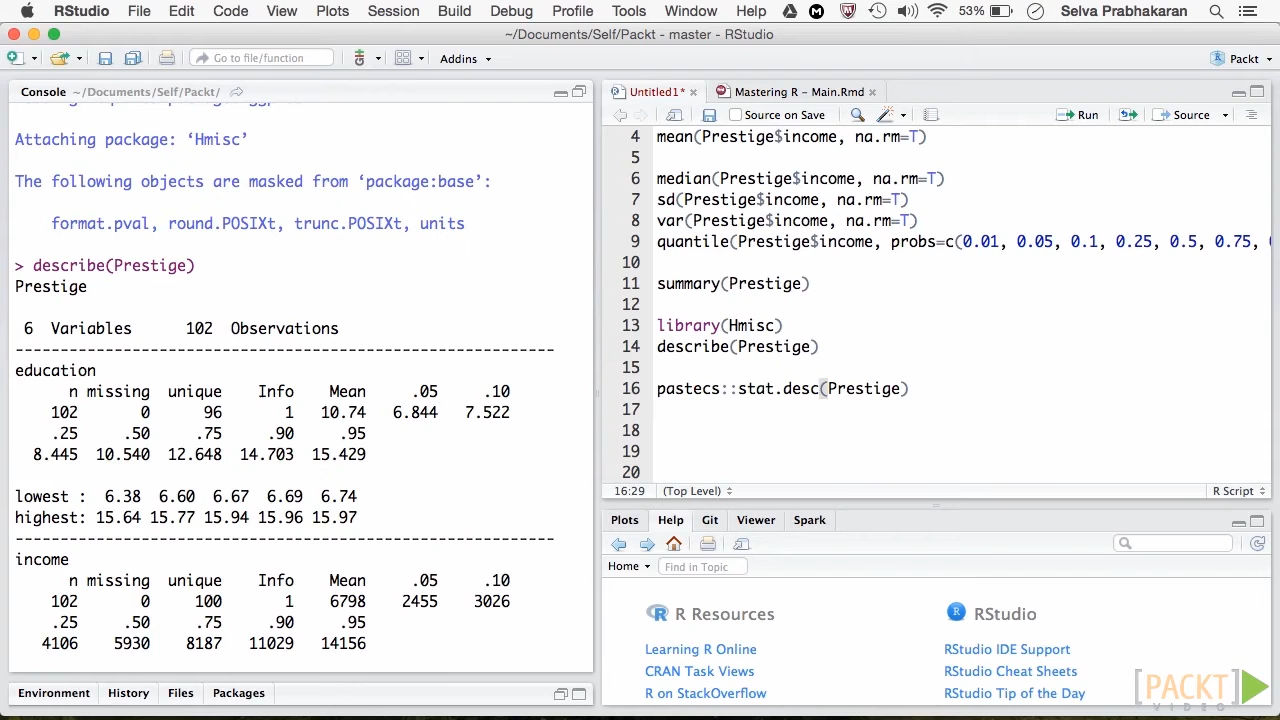 RStudio File Edit Code View Plots Session Build Debug Profile Tools Window Help 53% Selva Prabhakaran
~/Documents/Self/Packt - master - RStudio
Go to file/function Addins Packt
Console ~/Documents/Self/Packt/
Attaching package: ‘Hmisc’
The following objects are masked from ‘package:base’:
format.pval, round.POSIXt, trunc.POSIXt, units
> describe(Prestige)
Prestige
6 Variables 102 Observations
---------------------------------------------------------------
education
n missing unique Info Mean .05 .10
102 0 96 1 10.74 6.844 7.522
.25 .50 .75 .90 .95
8.445 10.540 12.648 14.703 15.429
lowest : 6.38 6.60 6.67 6.69 6.74
highest: 15.64 15.77 15.94 15.96 15.97
---------------------------------------------------------------
income
n missing unique Info Mean .05 .10
102 0 100 1 6798 2455 3026
.25 .50 .75 .90 .95
4106 5930 8187 11029 14156
Environment History Files Packages
Untitled1* Mastering R - Main.Rmd
Source on Save Run Source
4 mean(Prestige$income, na.rm=T)
5
6 median(Prestige$income, na.rm=T)
7 sd(Prestige$income, na.rm=T)
8 var(Prestige$income, na.rm=T)
9 quantile(Prestige$income, probs=c(0.01, 0.05, 0.1, 0.25, 0.5, 0.75,
10
11 summary(Prestige)
12
13 library(Hmisc)
14 describe(Prestige)
15
16 pastecs::stat.desc(Prestige)
17
18
19
20
16:29 (Top Level) R Script
Plots Help Git Viewer Spark
Home Find in Topic
R Resources
Learning R Online
CRAN Task Views
R on StackOverflow
RStudio
RStudio IDE Support
RStudio Cheat Sheets
RStudio Tip of the Day
[PACKT]
VIDEO